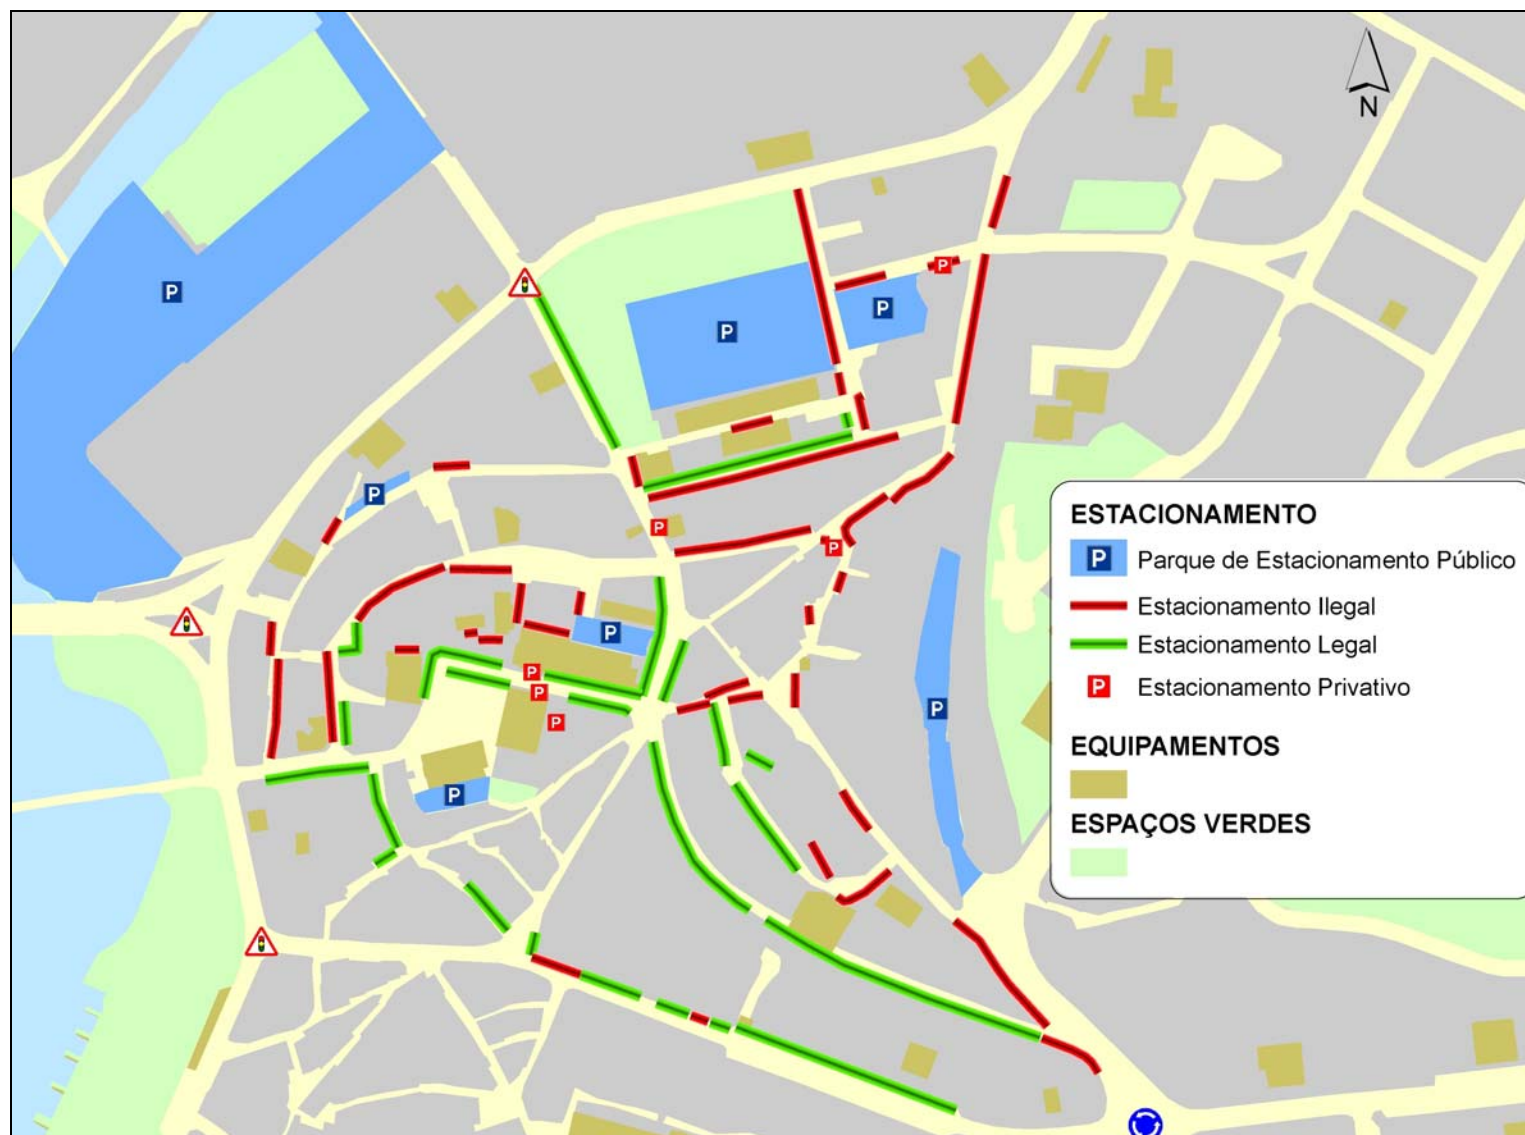 N
P
P
P
P
P
P
P
P
P
P
P
P
P
ESTACIONAMENTO
P Parque de Estacionamento Público
Estacionamento Ilegal
Estacionamento Legal
P Estacionamento Privativo
EQUIPAMENTOS
ESPAÇOS VERDES